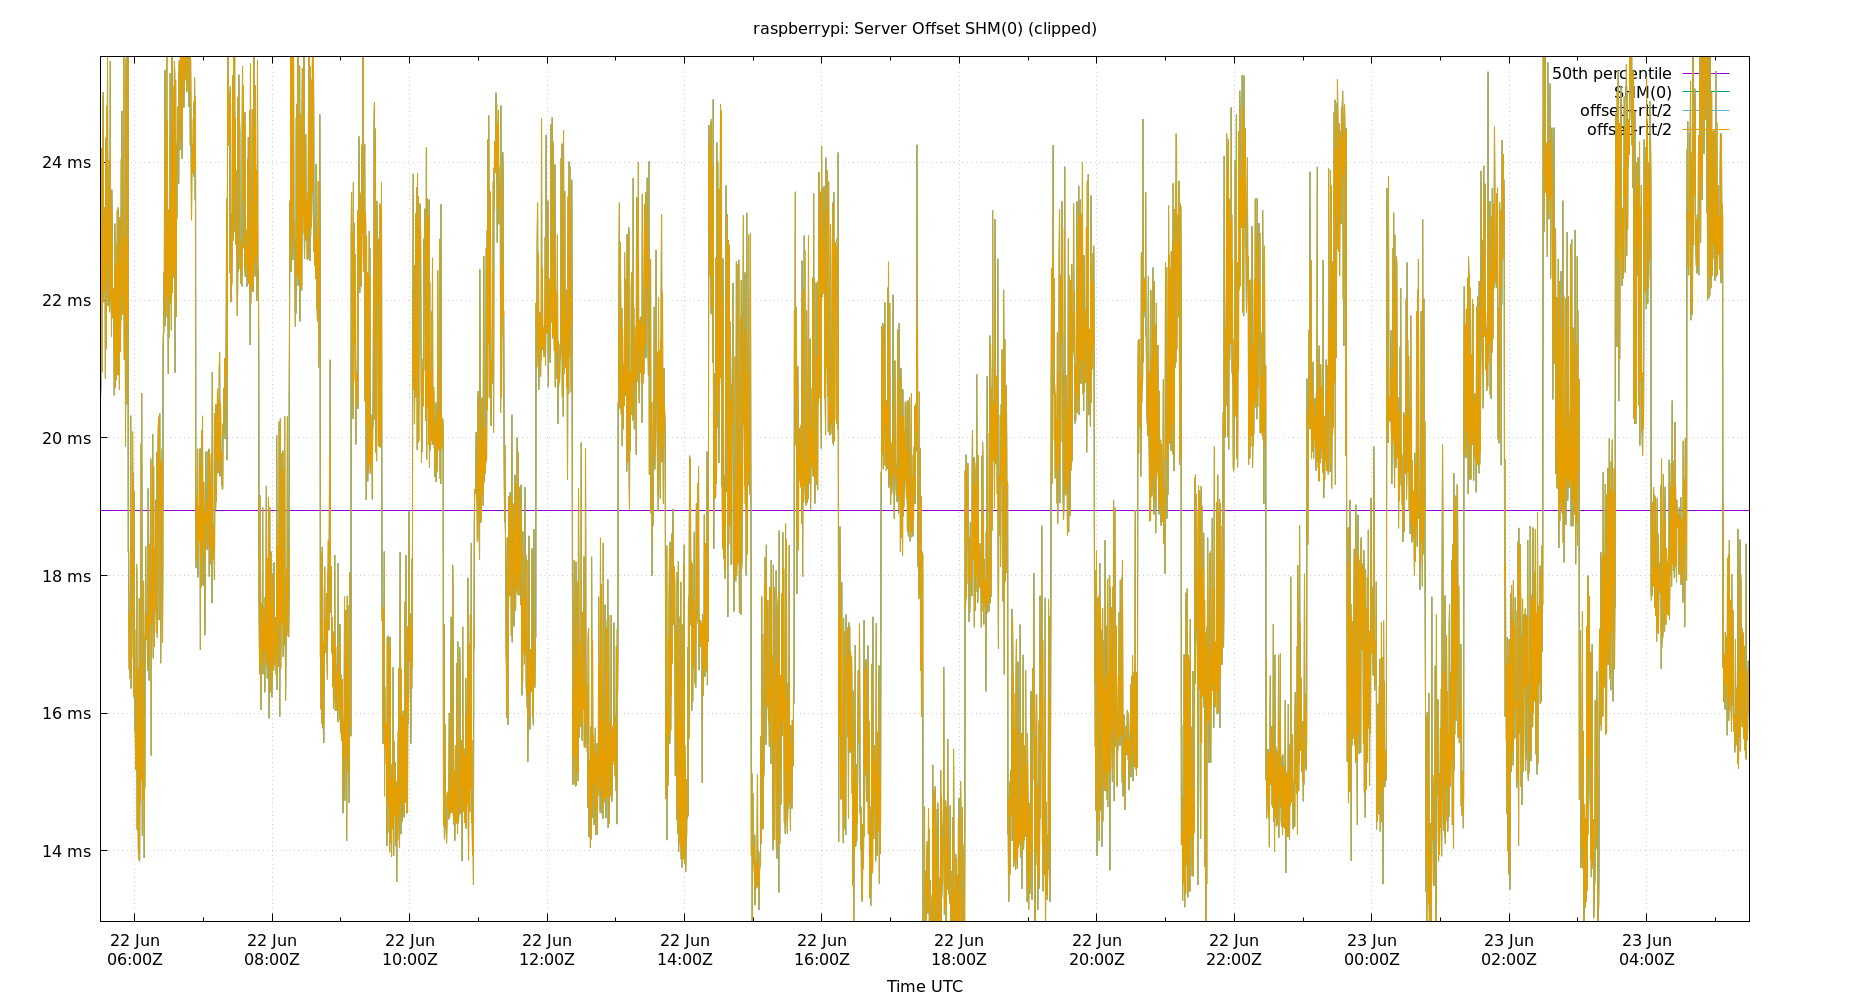 raspberrypi: Server Offset SHM(0) (clipped)
50th percentile
SHM(0)
offset+rtt/2
offset-rtt/2
24 ms
22 ms
20 ms
18 ms
16 ms
14 ms
22 Jun 22 Jun 22 Jun 22 Jun 22 Jun 22 Jun 22 Jun 22 Jun 22 Jun 23 Jun 23 Jun 23 Jun
06:00Z 08:00Z 10:00Z 12:00Z 14:00Z 16:00Z 18:00Z 20:00Z 22:00Z 00:00Z 02:00Z 04:00Z
Time UTC